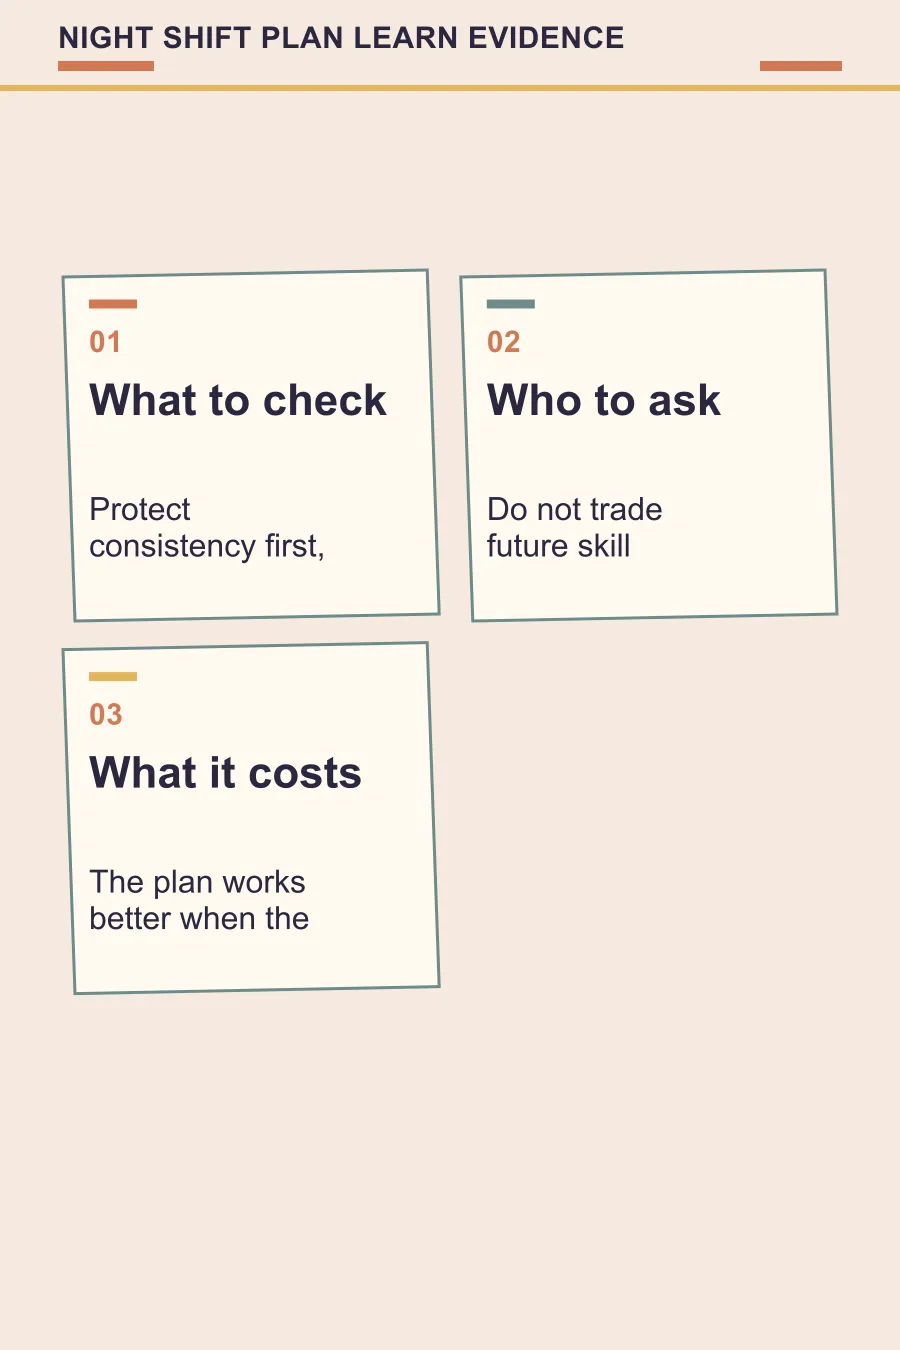 NIGHT SHIFT PLAN LEARN EVIDENCE
01
What to check
Protect
consistency first,
02
Who to ask
Do not trade
future skill
03
What it costs
The plan works
better when the